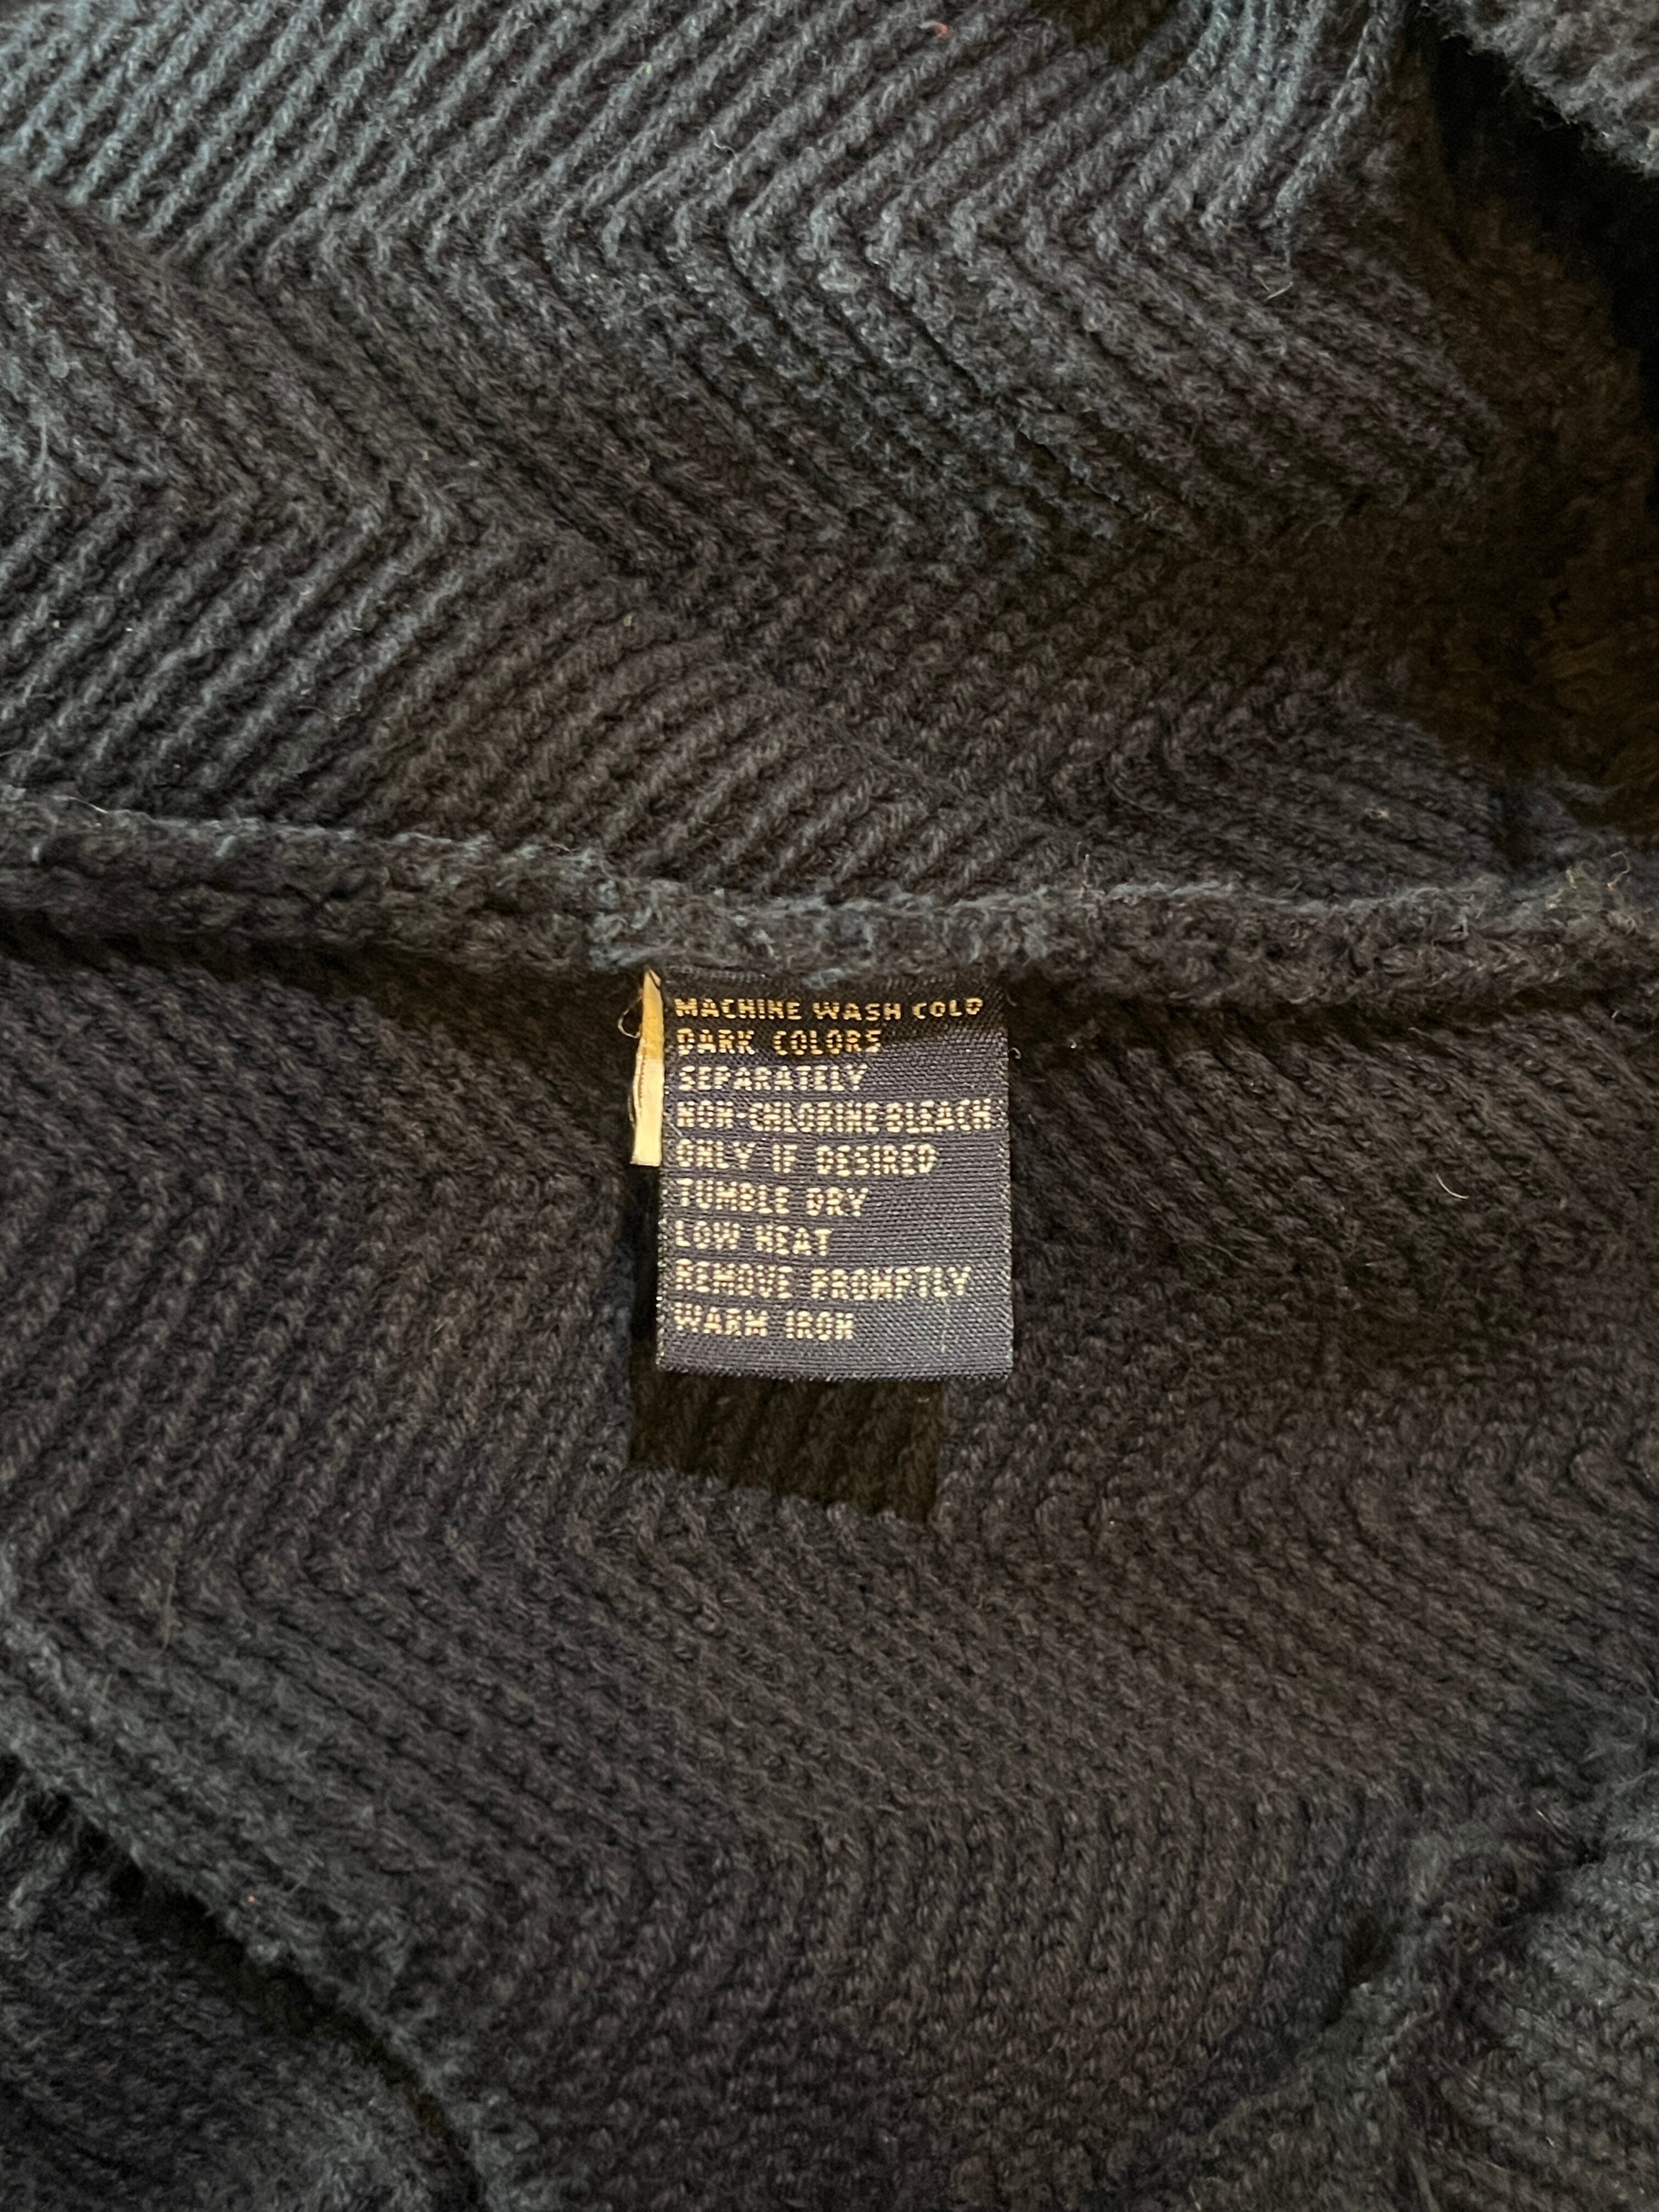 MACHINE WASH COLD
DARK COLORS
SEPARATELY
NON-CHLORINE BLEACH
ONLY IF DESIRED
TUMBLE DRY
LOW HEAT
REMOVE PROMPTLY
WARM IRON